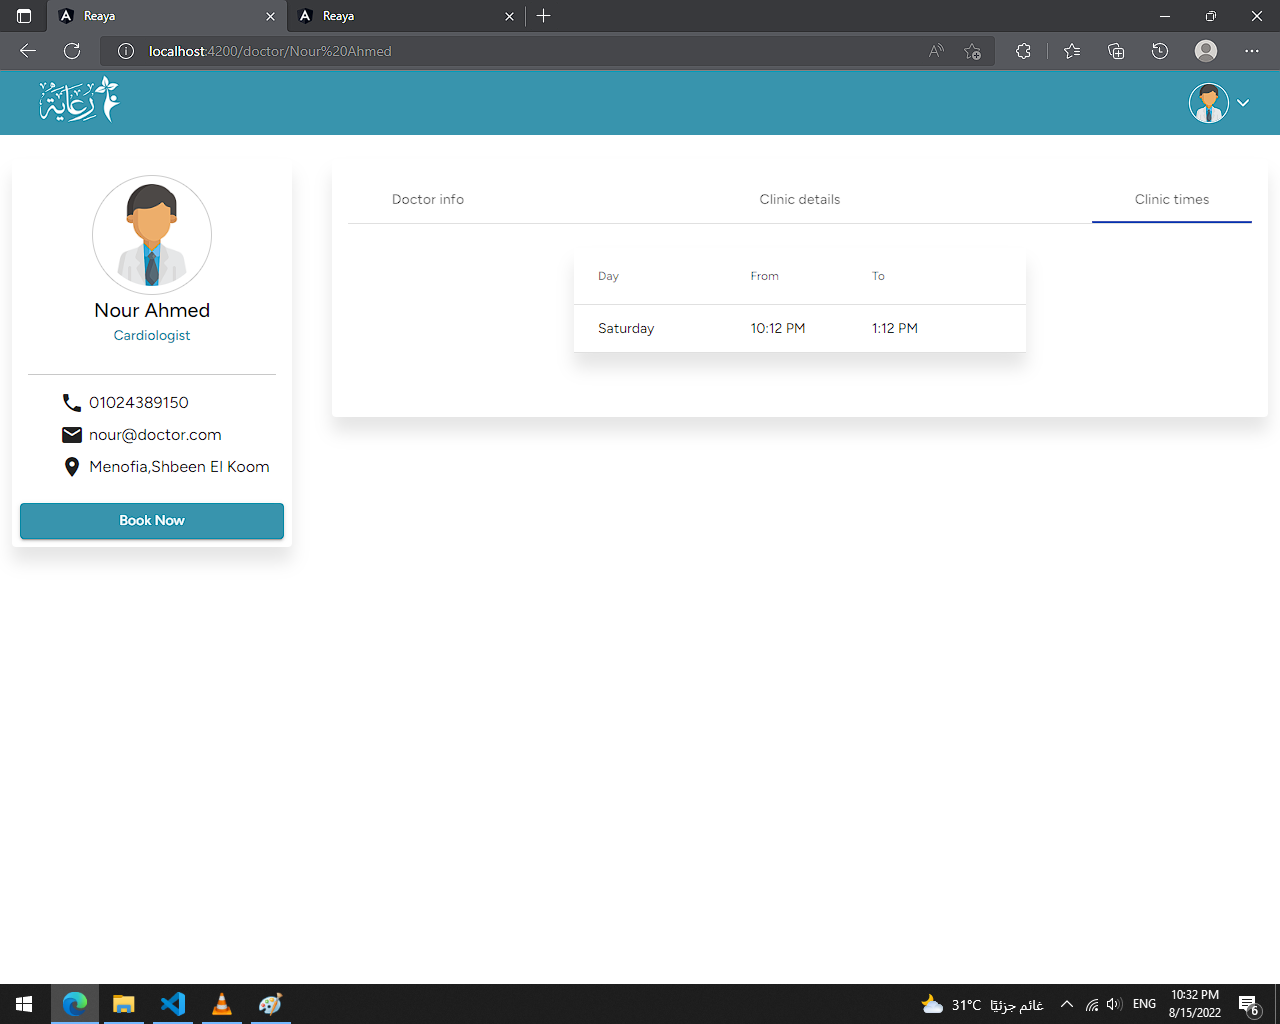 Reaya
Reaya
localhost:4200/doctor/Nour%20Ahmed
رعاية
Doctor info
Clinic details
Clinic times
Day
From
To
Saturday
10:12 PM
1:12 PM
Nour Ahmed
Cardiologist
01024389150
nour@doctor.com
Menofia,Shbeen El Koom
Book Now
31°C غائم جزئيًا
ENG
10:32 PM
8/15/2022
6